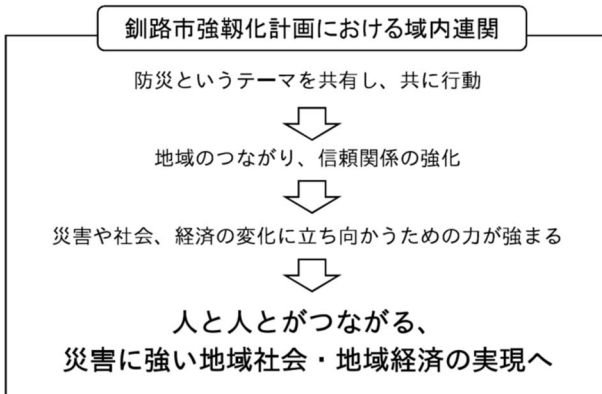 釧路市強靱化計画における域内連関
防災というテーマを共有し、共に行動
地域のつながり、信頼関係の強化
災害や社会、経済の変化に立ち向かうための力が強まる
人と人とがつながる、
災害に強い地域社会・地域経済の実現へ